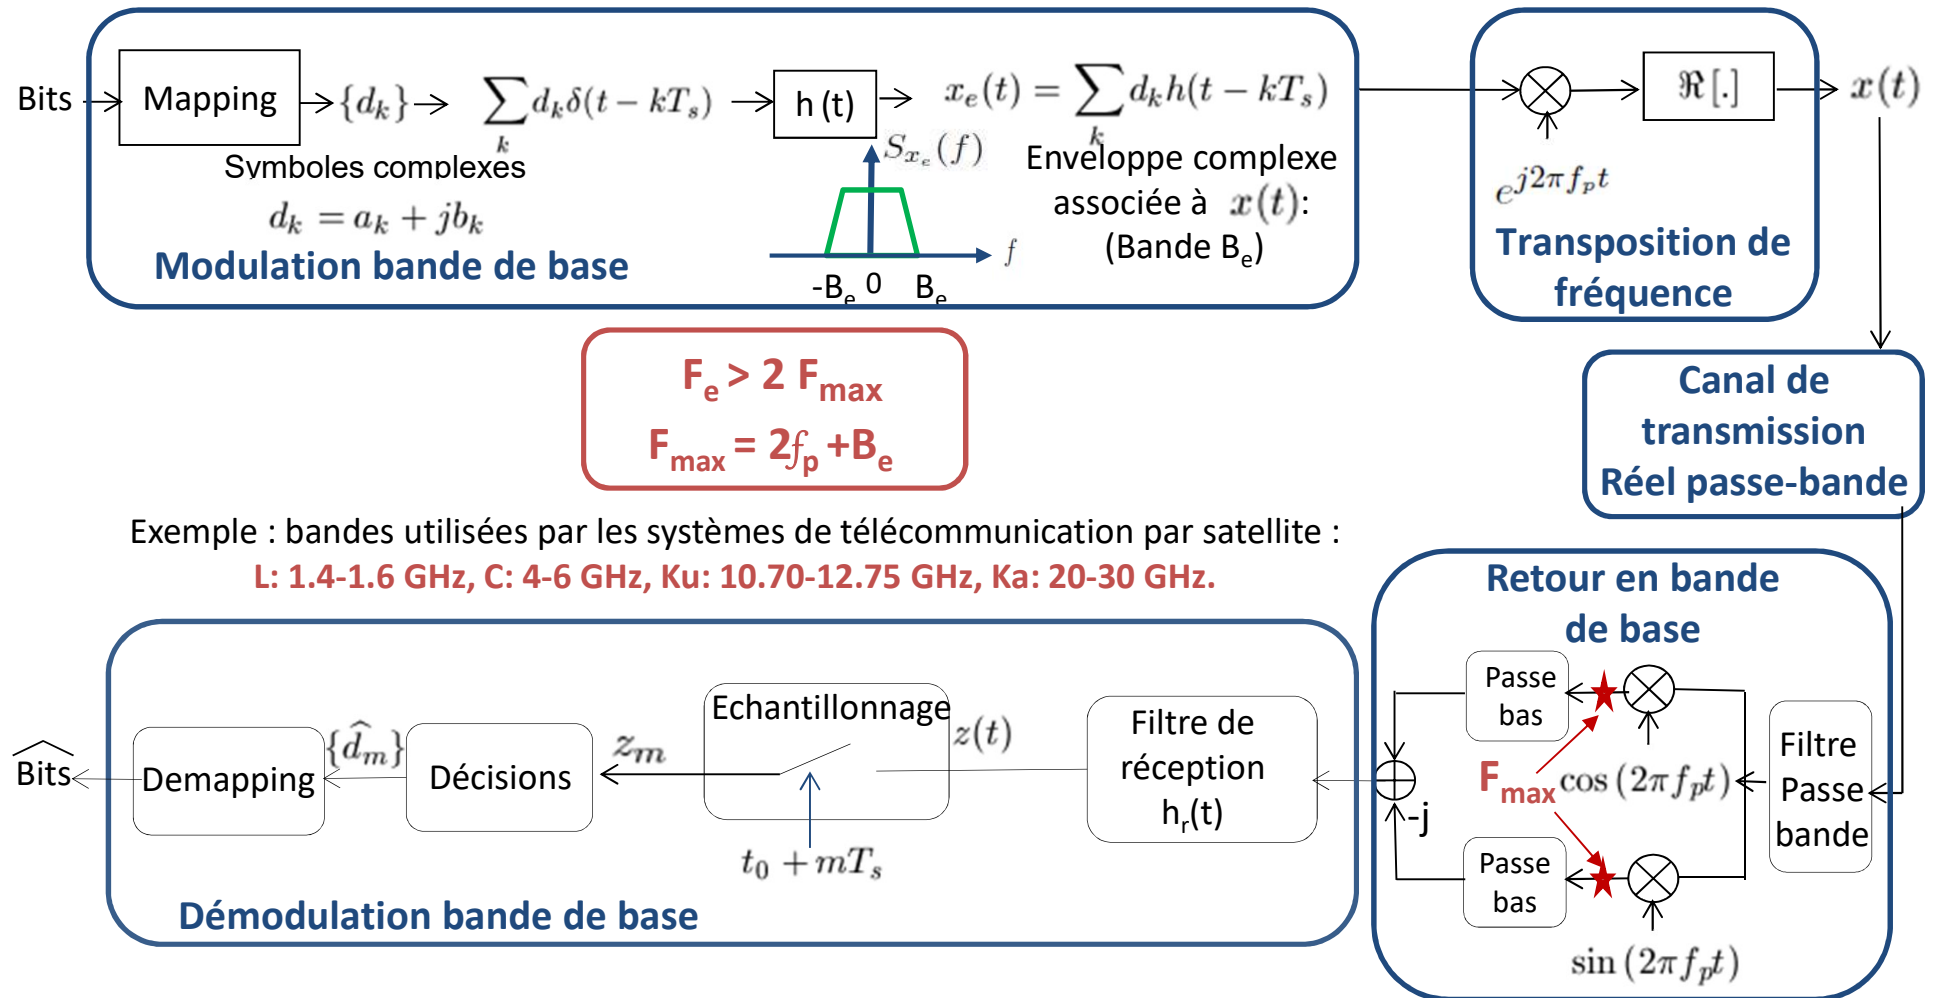 Bits
Mapping
{d_k}
∑_k d_k δ(t − kT_s)
h (t)
x_e(t) = ∑_k d_k h(t − kT_s)
Symboles complexes
d_k = a_k + jb_k
Modulation bande de base
S_{x_e}(f)
f
-B_e 0 B_e
Enveloppe complexe
associée à x(t):
(Bande B_e)
ℜ[.]
x(t)
e^{j2πf_p t}
Transposition de
fréquence
F_e > 2 F_max
F_max = 2f_p +B_e
Canal de
transmission
Réel passe-bande
Exemple : bandes utilisées par les systèmes de télécommunication par satellite :
L: 1.4-1.6 GHz, C: 4-6 GHz, Ku: 10.70-12.75 GHz, Ka: 20-30 GHz.
Retour en bande
de base
Filtre
Passe
bande
Passe
bas
F_max
cos (2πf_p t)
-j
Passe
bas
sin (2πf_p t)
Filtre de
réception
h_r(t)
z(t)
Echantillonnage
t_0 + mT_s
z_m
Décisions
{\widehat{d}_m}
Demapping
\widehat{Bits}
Démodulation bande de base